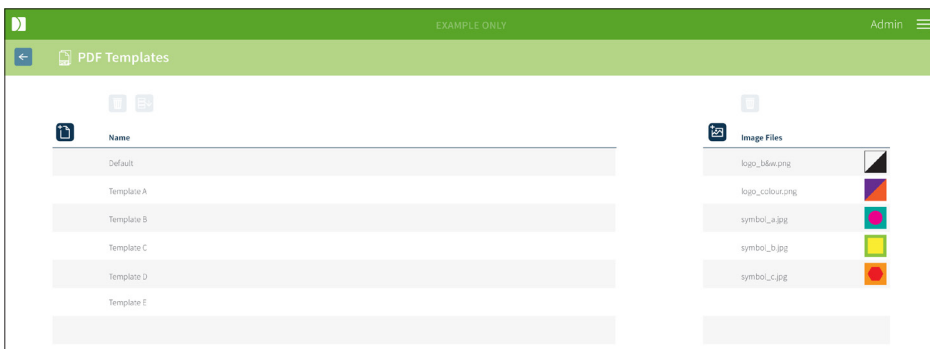 EXAMPLE ONLY
Admin
PDF Templates
Name
Default
Template A
Template B
Template C
Template D
Template E
Image Files
logo_b&w.png
logo_colour.png
symbol_a.jpg
symbol_b.jpg
symbol_c.jpg